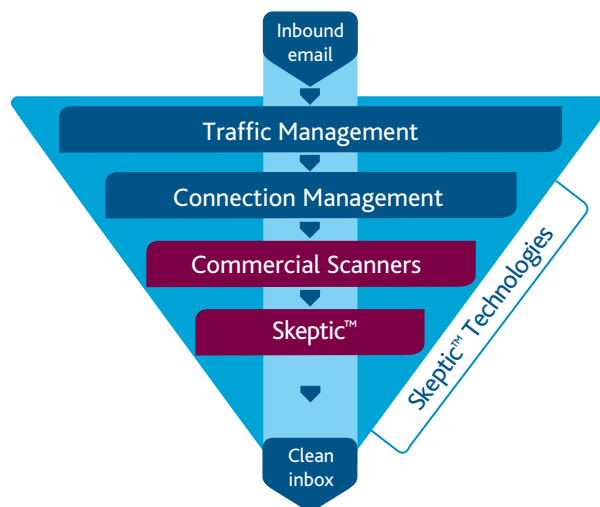 Inbound
email
Traffic Management
Connection Management
Commercial Scanners
Skeptic™
Skeptic™ Technologies
Clean
inbox